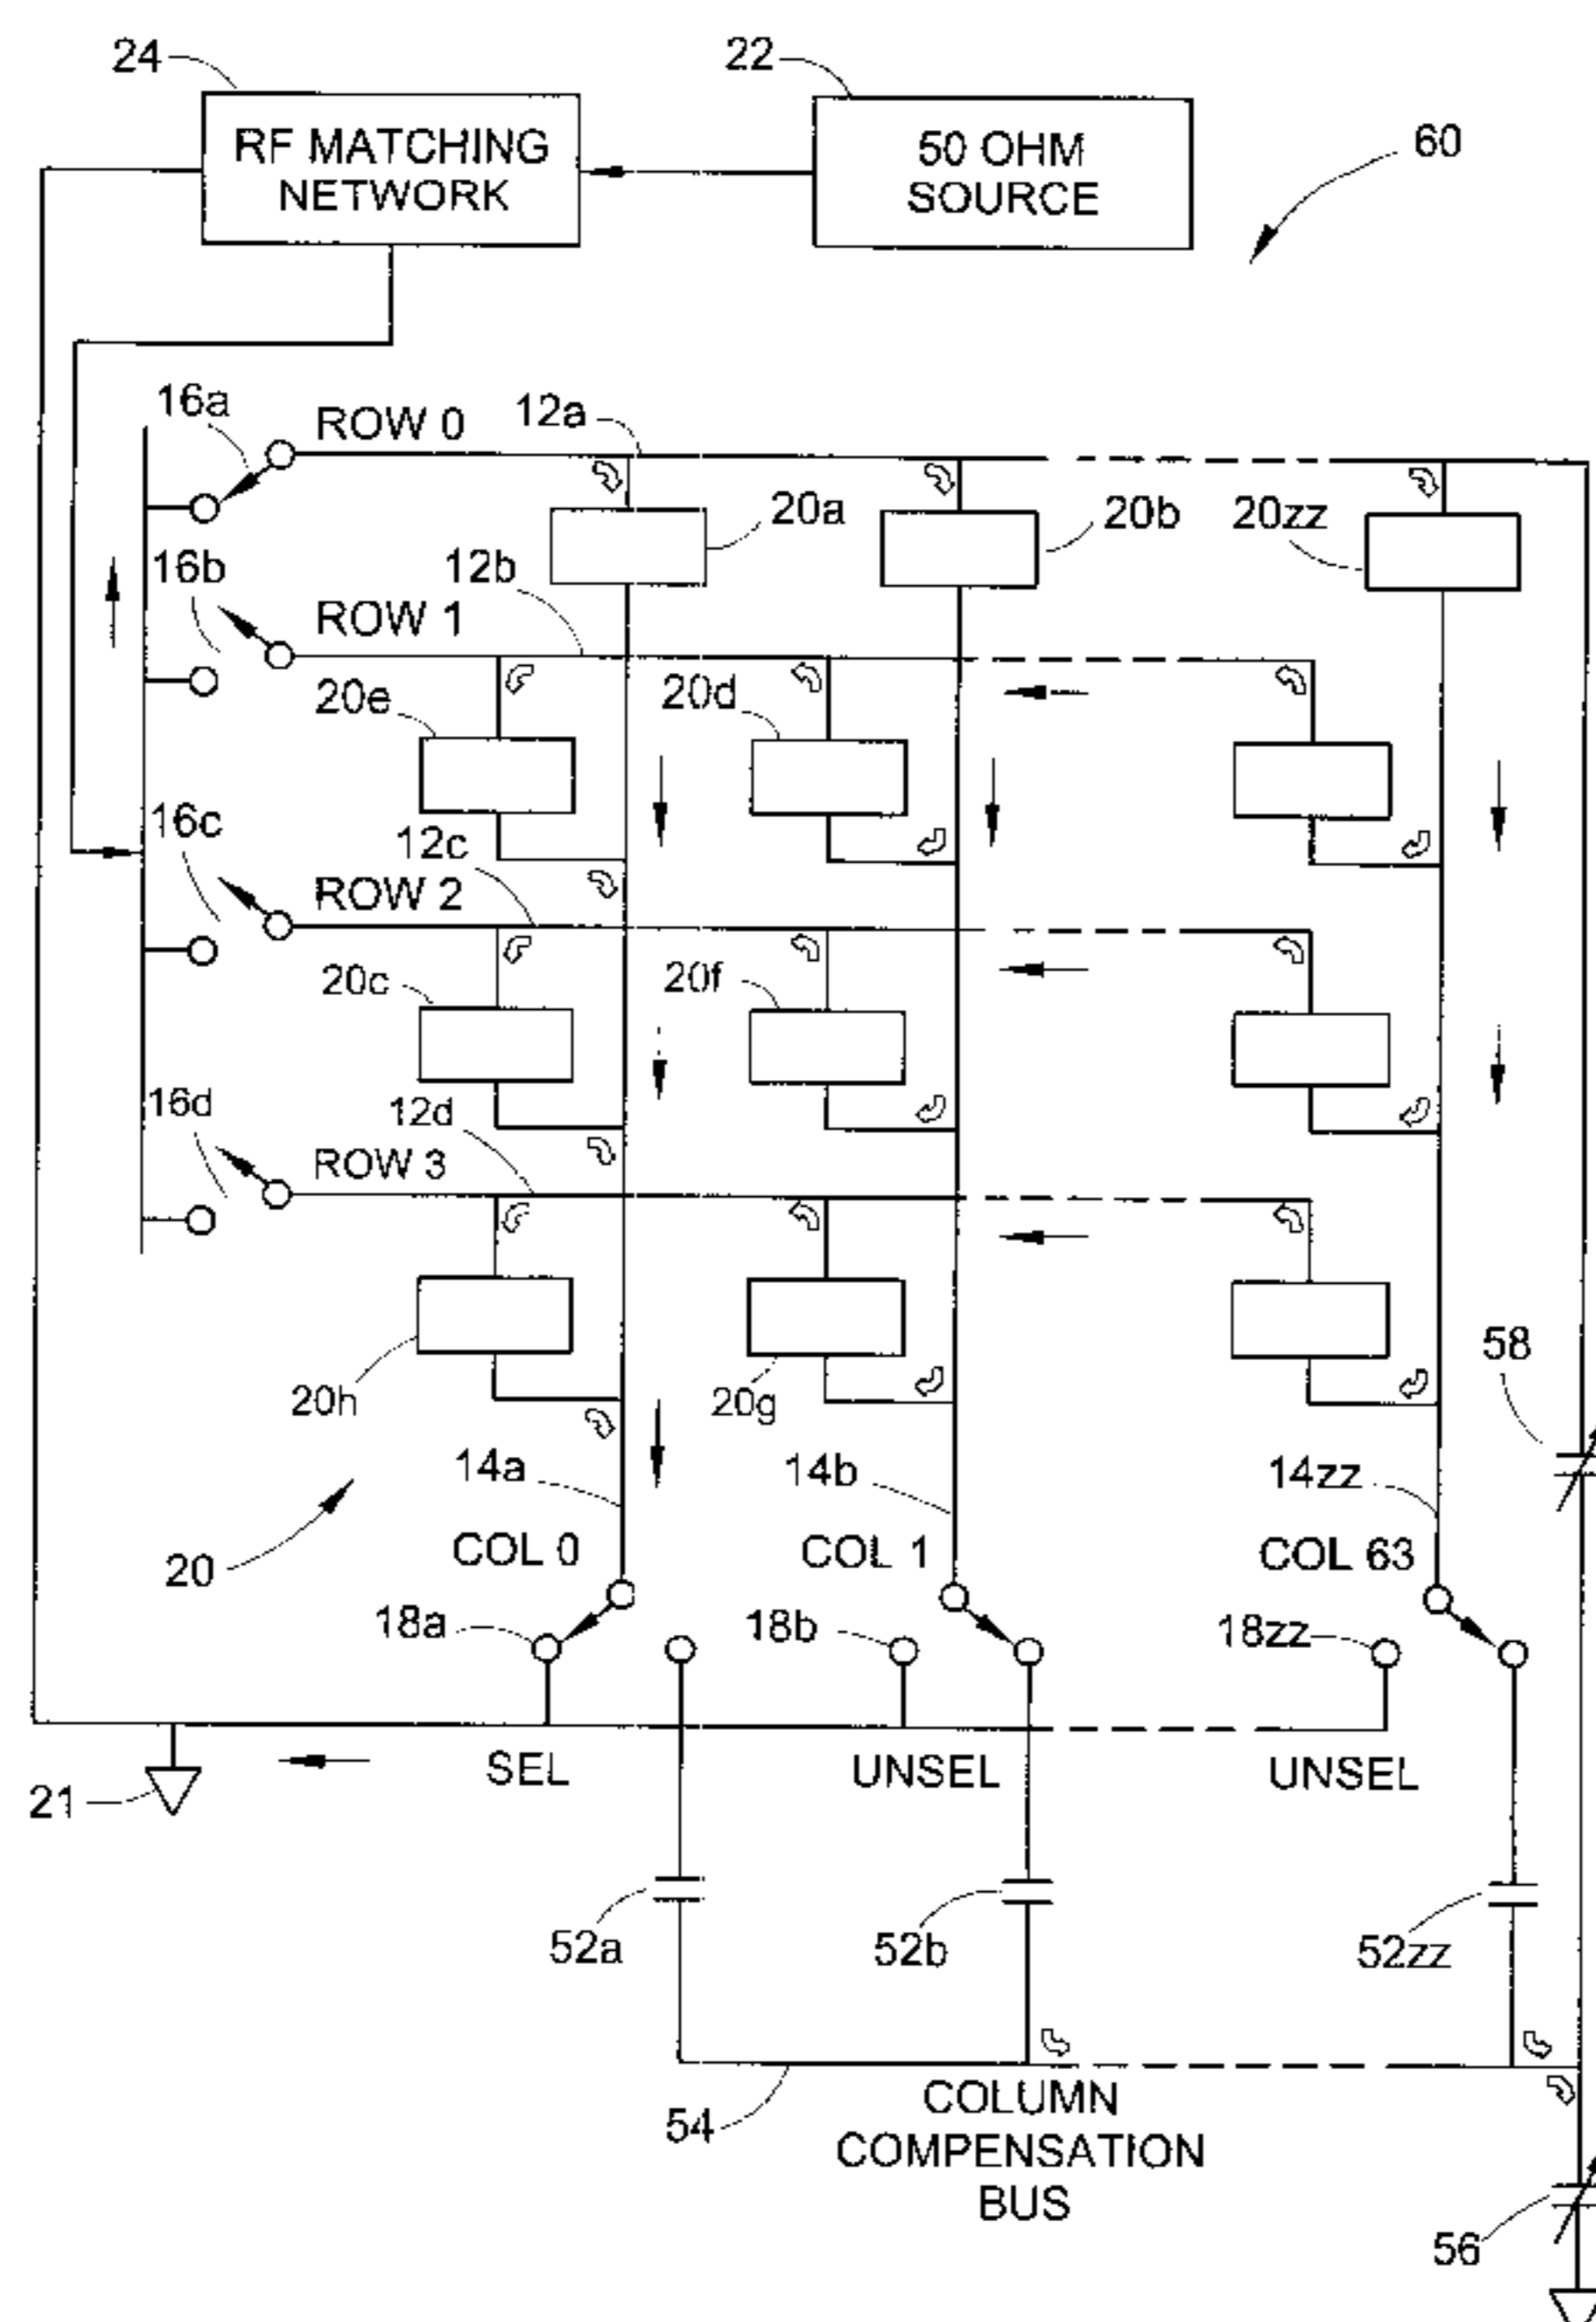 24
22
RF MATCHING
NETWORK
50 OHM
SOURCE
60
16a
ROW 0
12a
20a
20b
20zz
16b
ROW 1
12b
20e
20d
16c
ROW 2
12c
20c
20f
16d
ROW 3
12d
20h
20g
58
14a
14b
14zz
20
COL 0
COL 1
COL 63
18a
18b
18zz
21
SEL
UNSEL
UNSEL
52a
52b
52zz
54
COLUMN
COMPENSATION
BUS
56